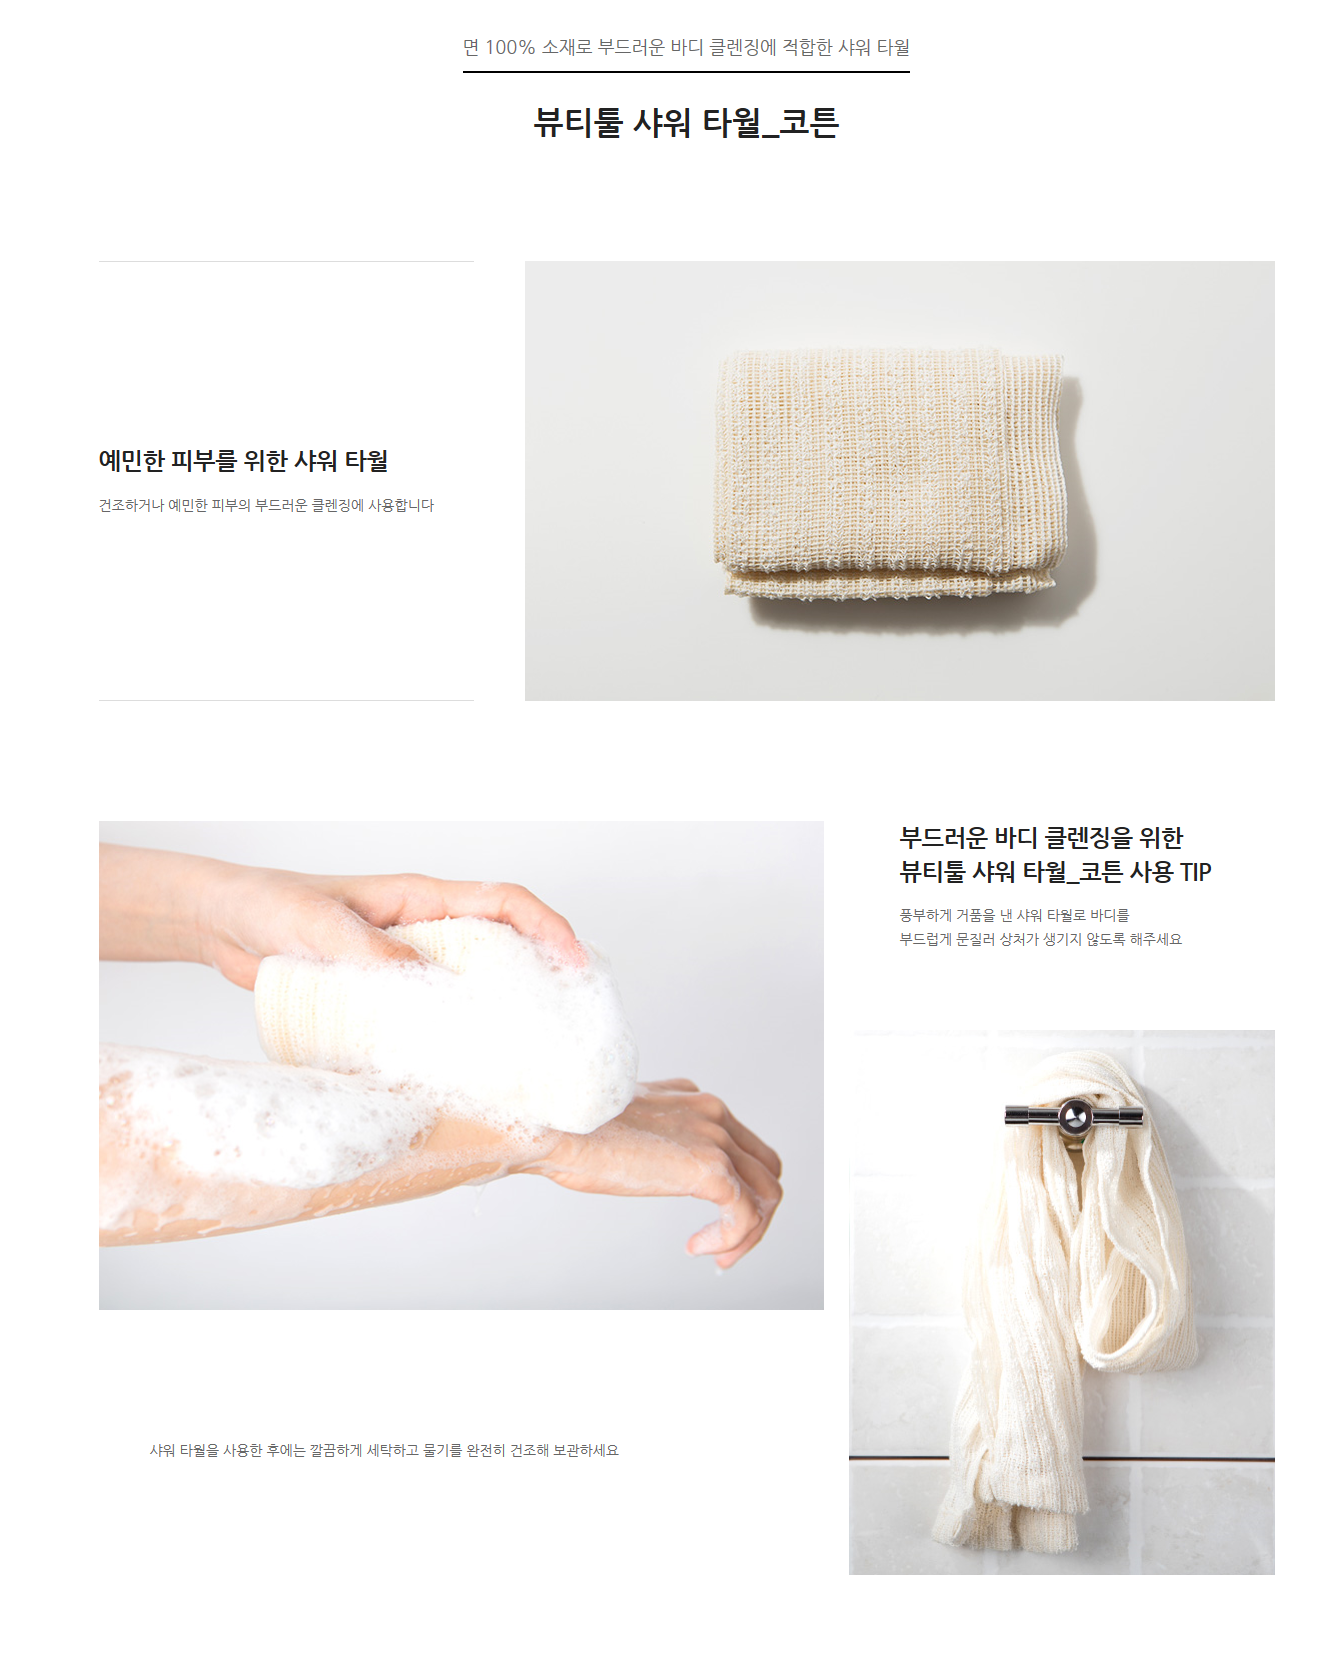 면 100% 소재로 부드러운 바디 클렌징에 적합한 샤워 타월
뷰티툴 샤워 타월_코튼
예민한 피부를 위한 샤워 타월
건조하거나 예민한 피부의 부드러운 클렌징에 사용합니다
부드러운 바디 클렌징을 위한
뷰티툴 샤워 타월_코튼 사용 TIP
풍부하게 거품을 낸 샤워 타월로 바디를
부드럽게 문질러 상처가 생기지 않도록 해주세요
샤워 타월을 사용한 후에는 깔끔하게 세탁하고 물기를 완전히 건조해 보관하세요